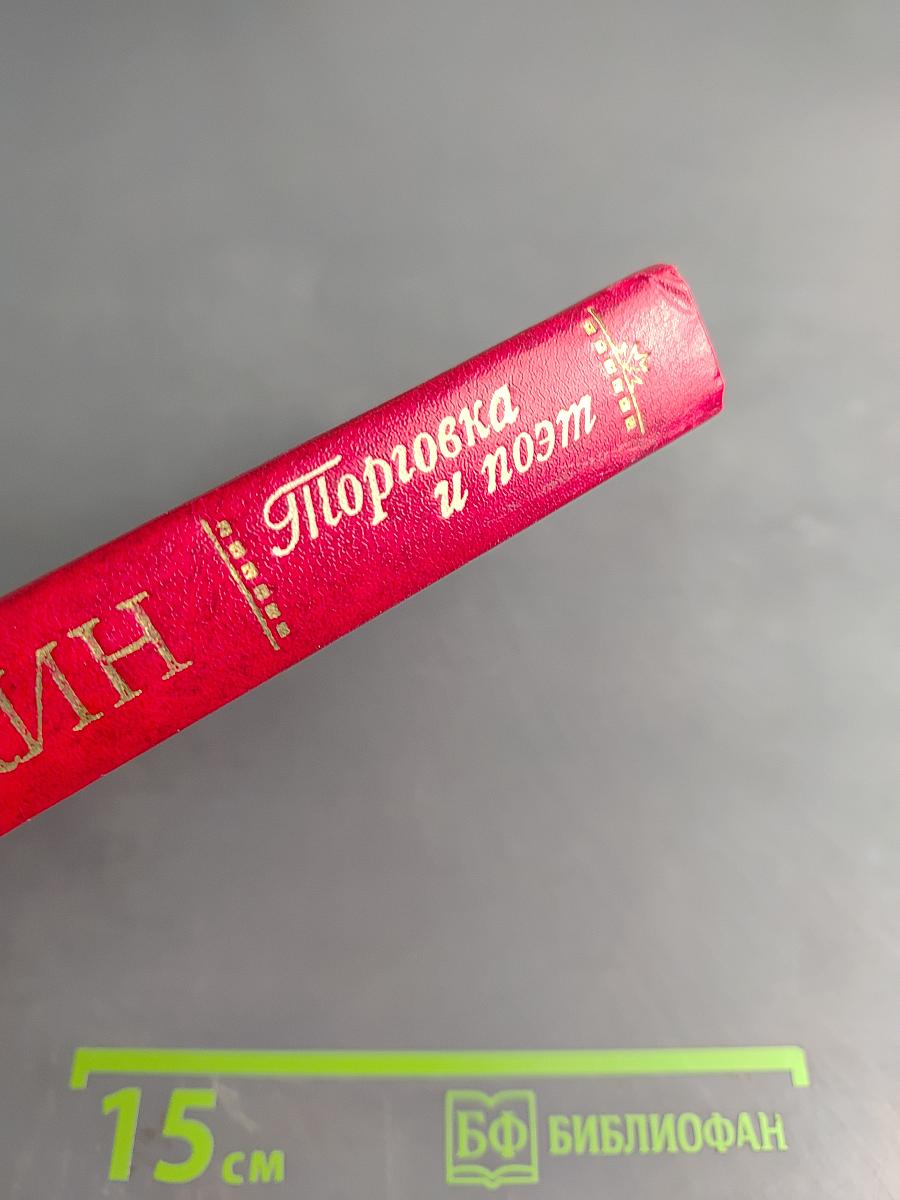 ИН
Торговка
и поэт
15 см
БФ БИБЛИОФАН